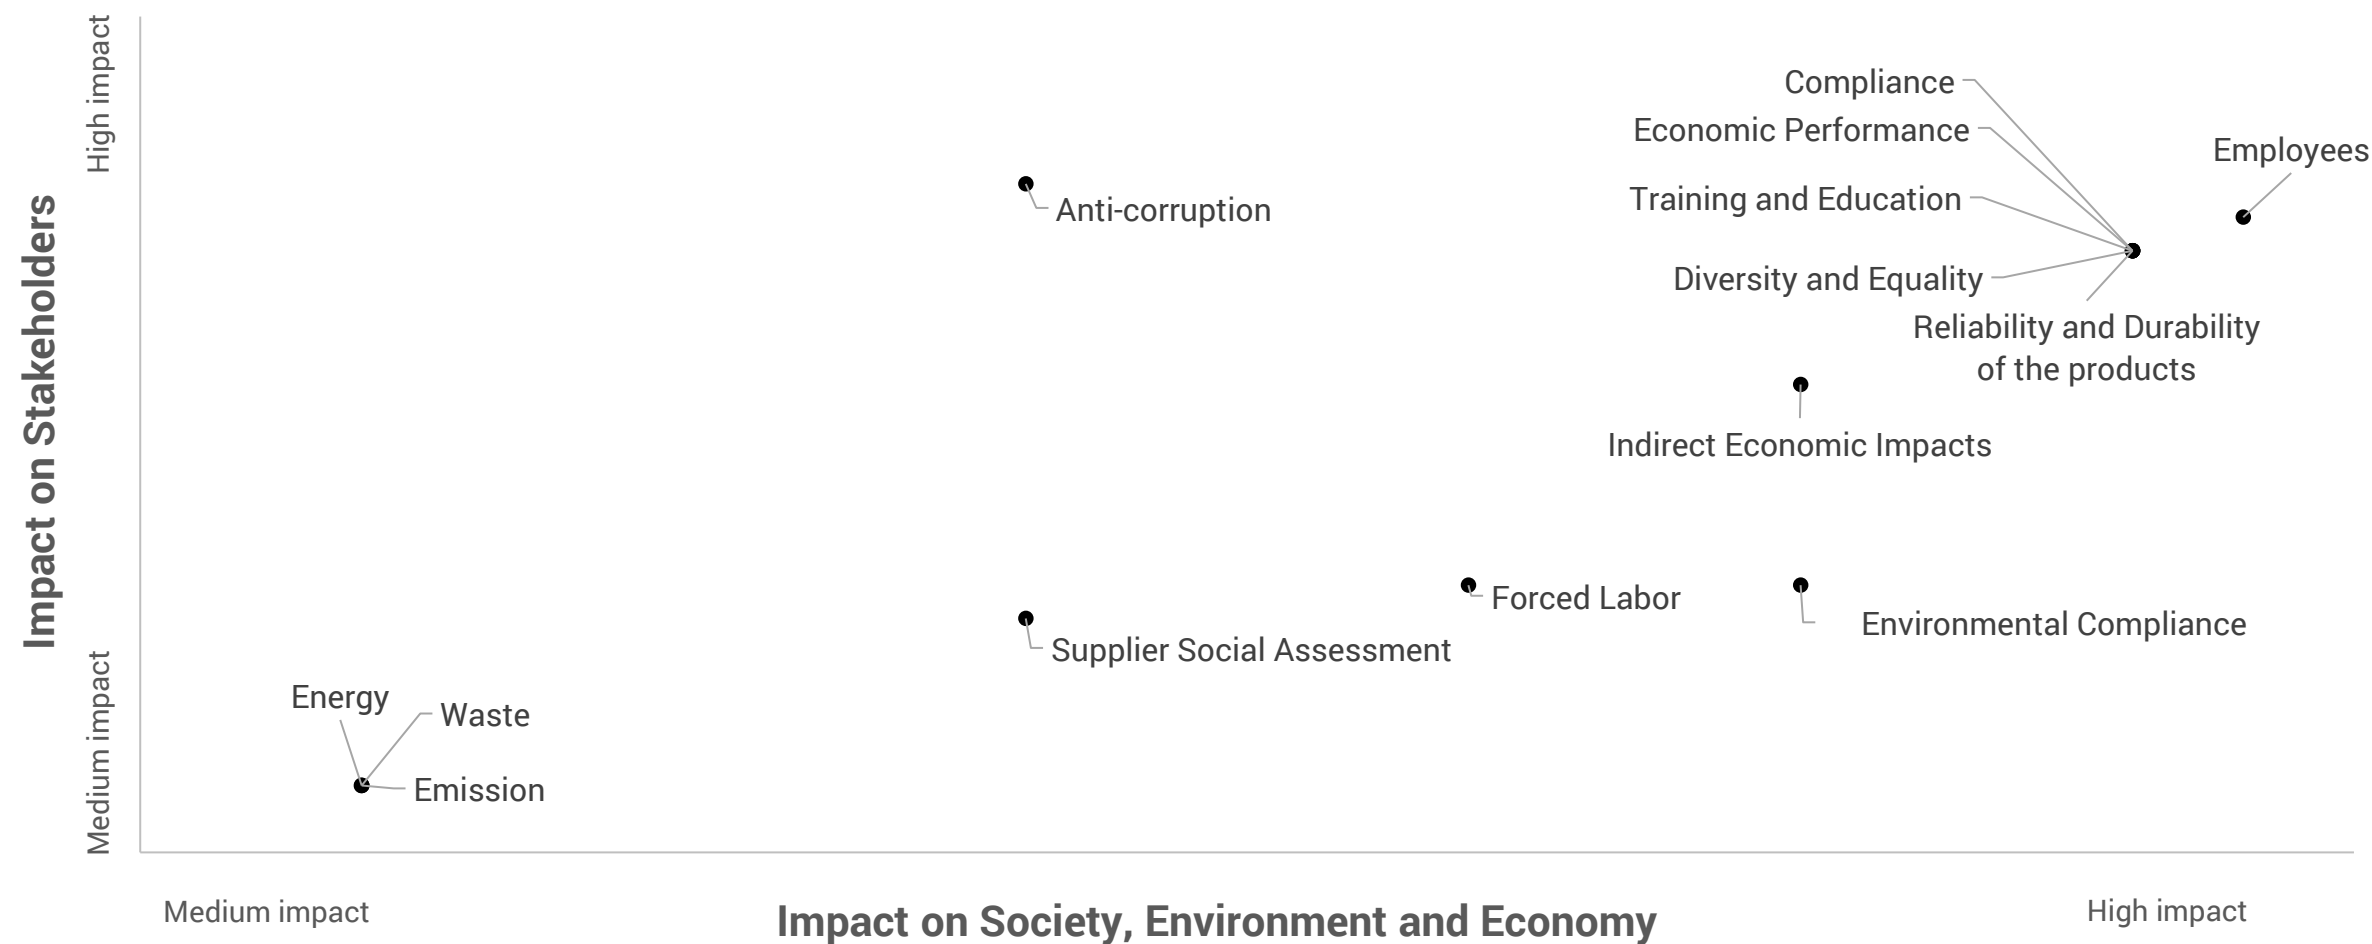 High impact
Impact on Stakeholders
Medium impact
Compliance
Economic Performance
Employees
Training and Education
Anti-corruption
Diversity and Equality
Reliability and Durability
of the products
Indirect Economic Impacts
Forced Labor
Environmental Compliance
Supplier Social Assessment
Energy
Waste
Emission
Medium impact
Impact on Society, Environment and Economy
High impact